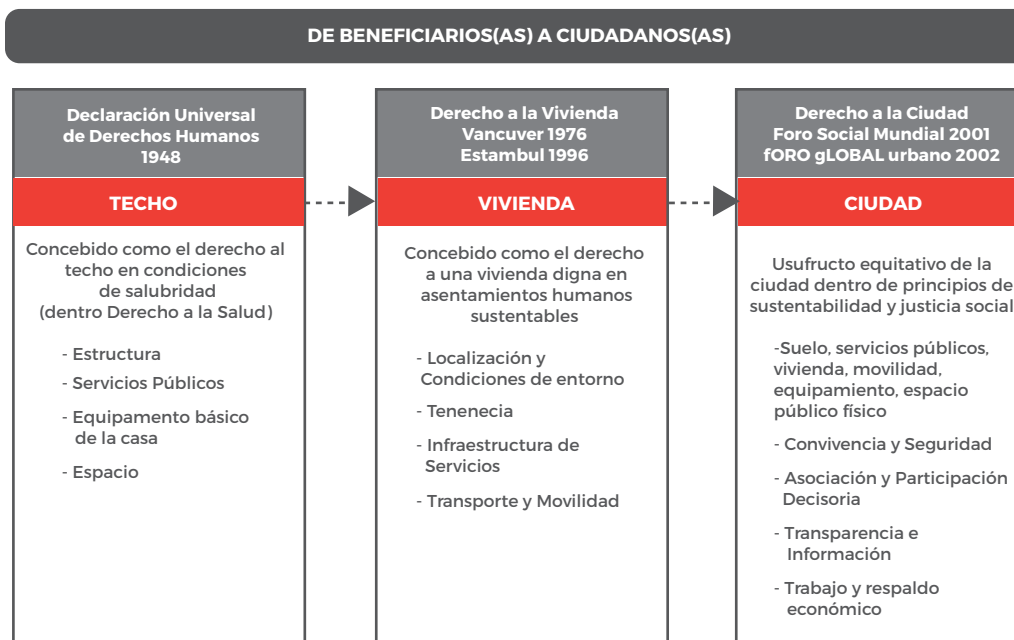 DE BENEFICIARIOS(AS) A CIUDADANOS(AS)
Declaración Universal
de Derechos Humanos
1948
TECHO
Concebido como el derecho al
techo en condiciones
de salubridad
(dentro Derecho a la Salud)
- Estructura
- Servicios Públicos
- Equipamento básico
de la casa
- Espacio
Derecho a la Vivienda
Vancuver 1976
Estambul 1996
VIVIENDA
Concebido como el derecho
a una vivienda digna en
asentamientos humanos
sustentables
- Localización y
Condiciones de entorno
- Tenenecia
- Infraestructura de
Servicios
- Transporte y Movilidad
Derecho a la Ciudad
Foro Social Mundial 2001
fORO gLOBAL urbano 2002
CIUDAD
Usufructo equitativo de la
ciudad dentro de principios de
sustentabilidad y justicia social
-Suelo, servicios públicos,
vivienda, movilidad,
equipamiento, espacio
público físico
- Convivencia y Seguridad
- Asociación y Participación
Decisoria
- Transparencia e
Información
- Trabajo y respaldo
económico